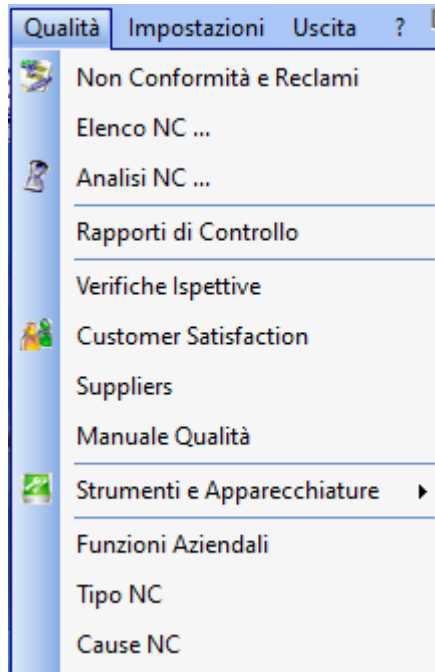 Qualità Impostazioni Uscita ?
Non Conformità e Reclami
Elenco NC ...
Analisi NC ...
Rapporti di Controllo
Verifiche Ispettive
Customer Satisfaction
Suppliers
Manuale Qualità
Strumenti e Apparecchiature
Funzioni Aziendali
Tipo NC
Cause NC